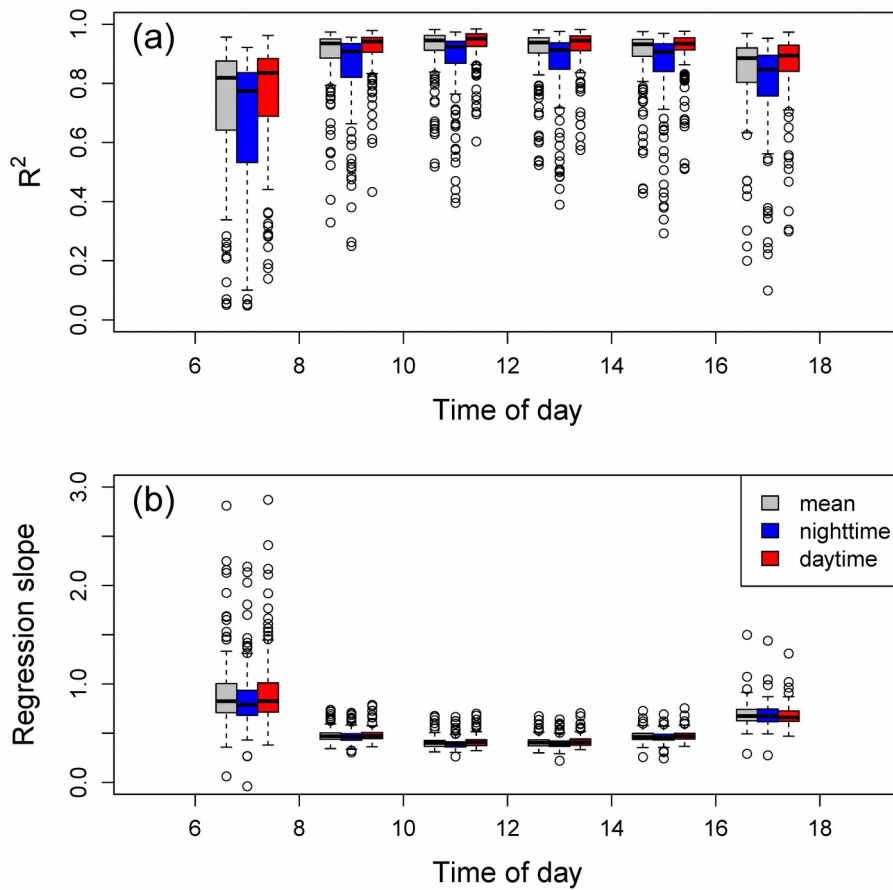 (a)
1.0
0.8
0.6
0.4
0.2
0.0
R²
6 8 10 12 14 16 18
Time of day
(b)
3.0
2.0
1.0
0.0
Regression slope
mean
nighttime
daytime
6 8 10 12 14 16 18
Time of day